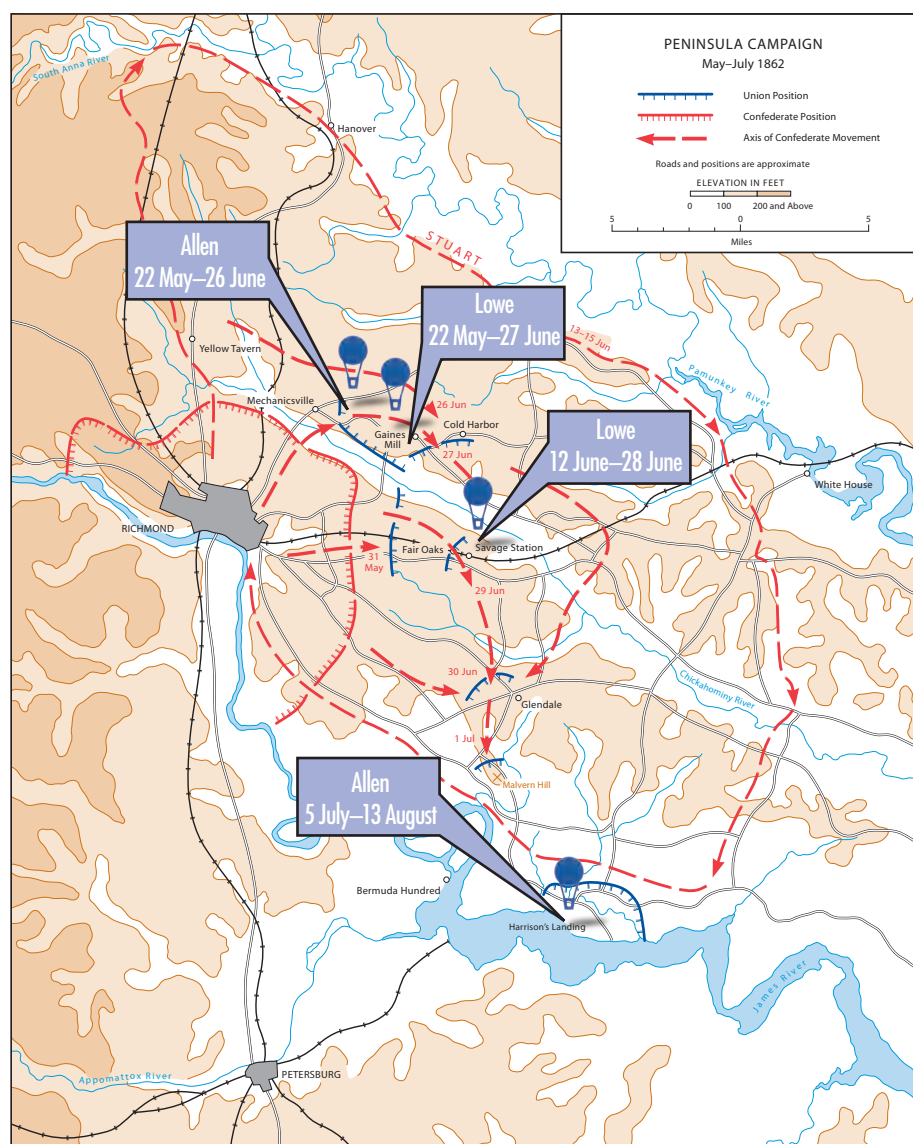 PENINSULA CAMPAIGN
May–July 1862
Union Position
Confederate Position
Axis of Confederate Movement
Roads and positions are approximate
ELEVATION IN FEET
0 100 200 and Above
5 0 5
Miles
South Anna River
Hanover
STUART
Allen
22 May–26 June
Lowe
22 May–27 June
13–15 Jun
Yellow Tavern
Pamunkey River
Mechanicsville
26 Jun
Cold Harbor
Gaines
Mill
27 Jun
Lowe
12 June–28 June
White House
RICHMOND
Fair Oaks
Savage Station
31
May
29 Jun
30 Jun
Glendale
Chickahominy River
1 Jul
Malvern Hill
Allen
5 July–13 August
Bermuda Hundred
Harrison's Landing
James River
Appomattox River
PETERSBURG